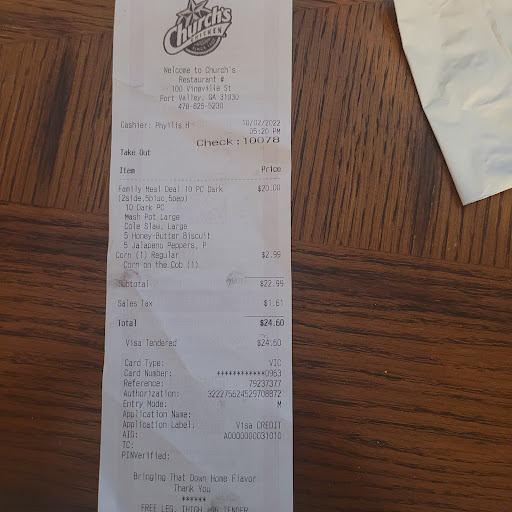 Church's
CHICKEN
Welcome to Church's
Restaurant #
100 Vineville St
Fort Valley, GA 31030
478-825-5230
Cashier: Phyllis H 10/02/2022
05:20 PM
Check:10078
Take Out
Item Price
Family Meal Deal 10 PC Dark $20.00
(2side,5bisc,5pep)
10 Dark PC
Mash Pot Large
Cole Slaw, Large
5 Honey-Butter Biscuit
5 Jalapeno Peppers, P
Corn (1) Regular $2.99
Corn on the Cob (1)
Subtotal $22.99
Sales Tax $1.61
Total $24.60
Visa Tendered $24.60
Card Type: VIC
Card Number: ************0963
Reference: 79237377
Authorization: 322275624529708872
Entry Mode: M
Application Name:
Application Label: Visa CREDIT
AID: A0000000031010
TC:
PINVerified:
Bringing That Down Home Flavor
Thank You
******
FREE LEG, THIGH TENDER